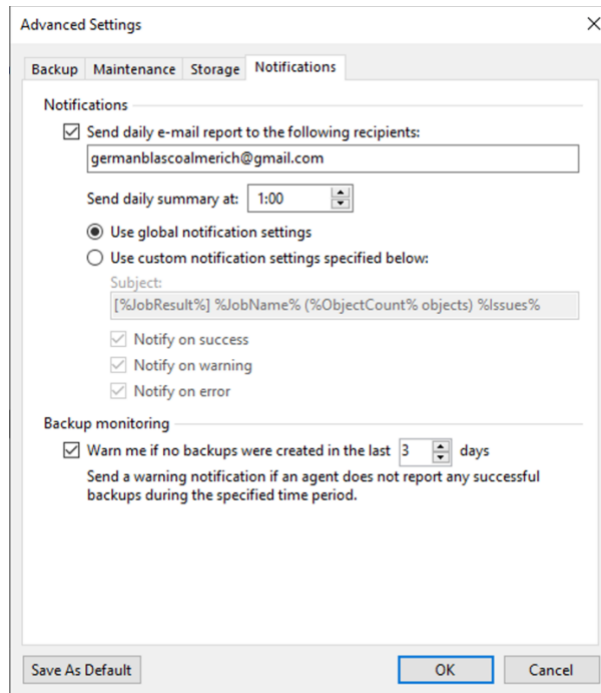 Advanced Settings
Backup Maintenance Storage Notifications
Notifications
Send daily e-mail report to the following recipients:
germanblascoalmerich@gmail.com
Send daily summary at: 1:00
Use global notification settings
Use custom notification settings specified below:
Subject:
[%JobResult%] %JobName% (%ObjectCount% objects) %Issues%
Notify on success
Notify on warning
Notify on error
Backup monitoring
Warn me if no backups were created in the last 3 days
Send a warning notification if an agent does not report any successful
backups during the specified time period.
Save As Default OK Cancel